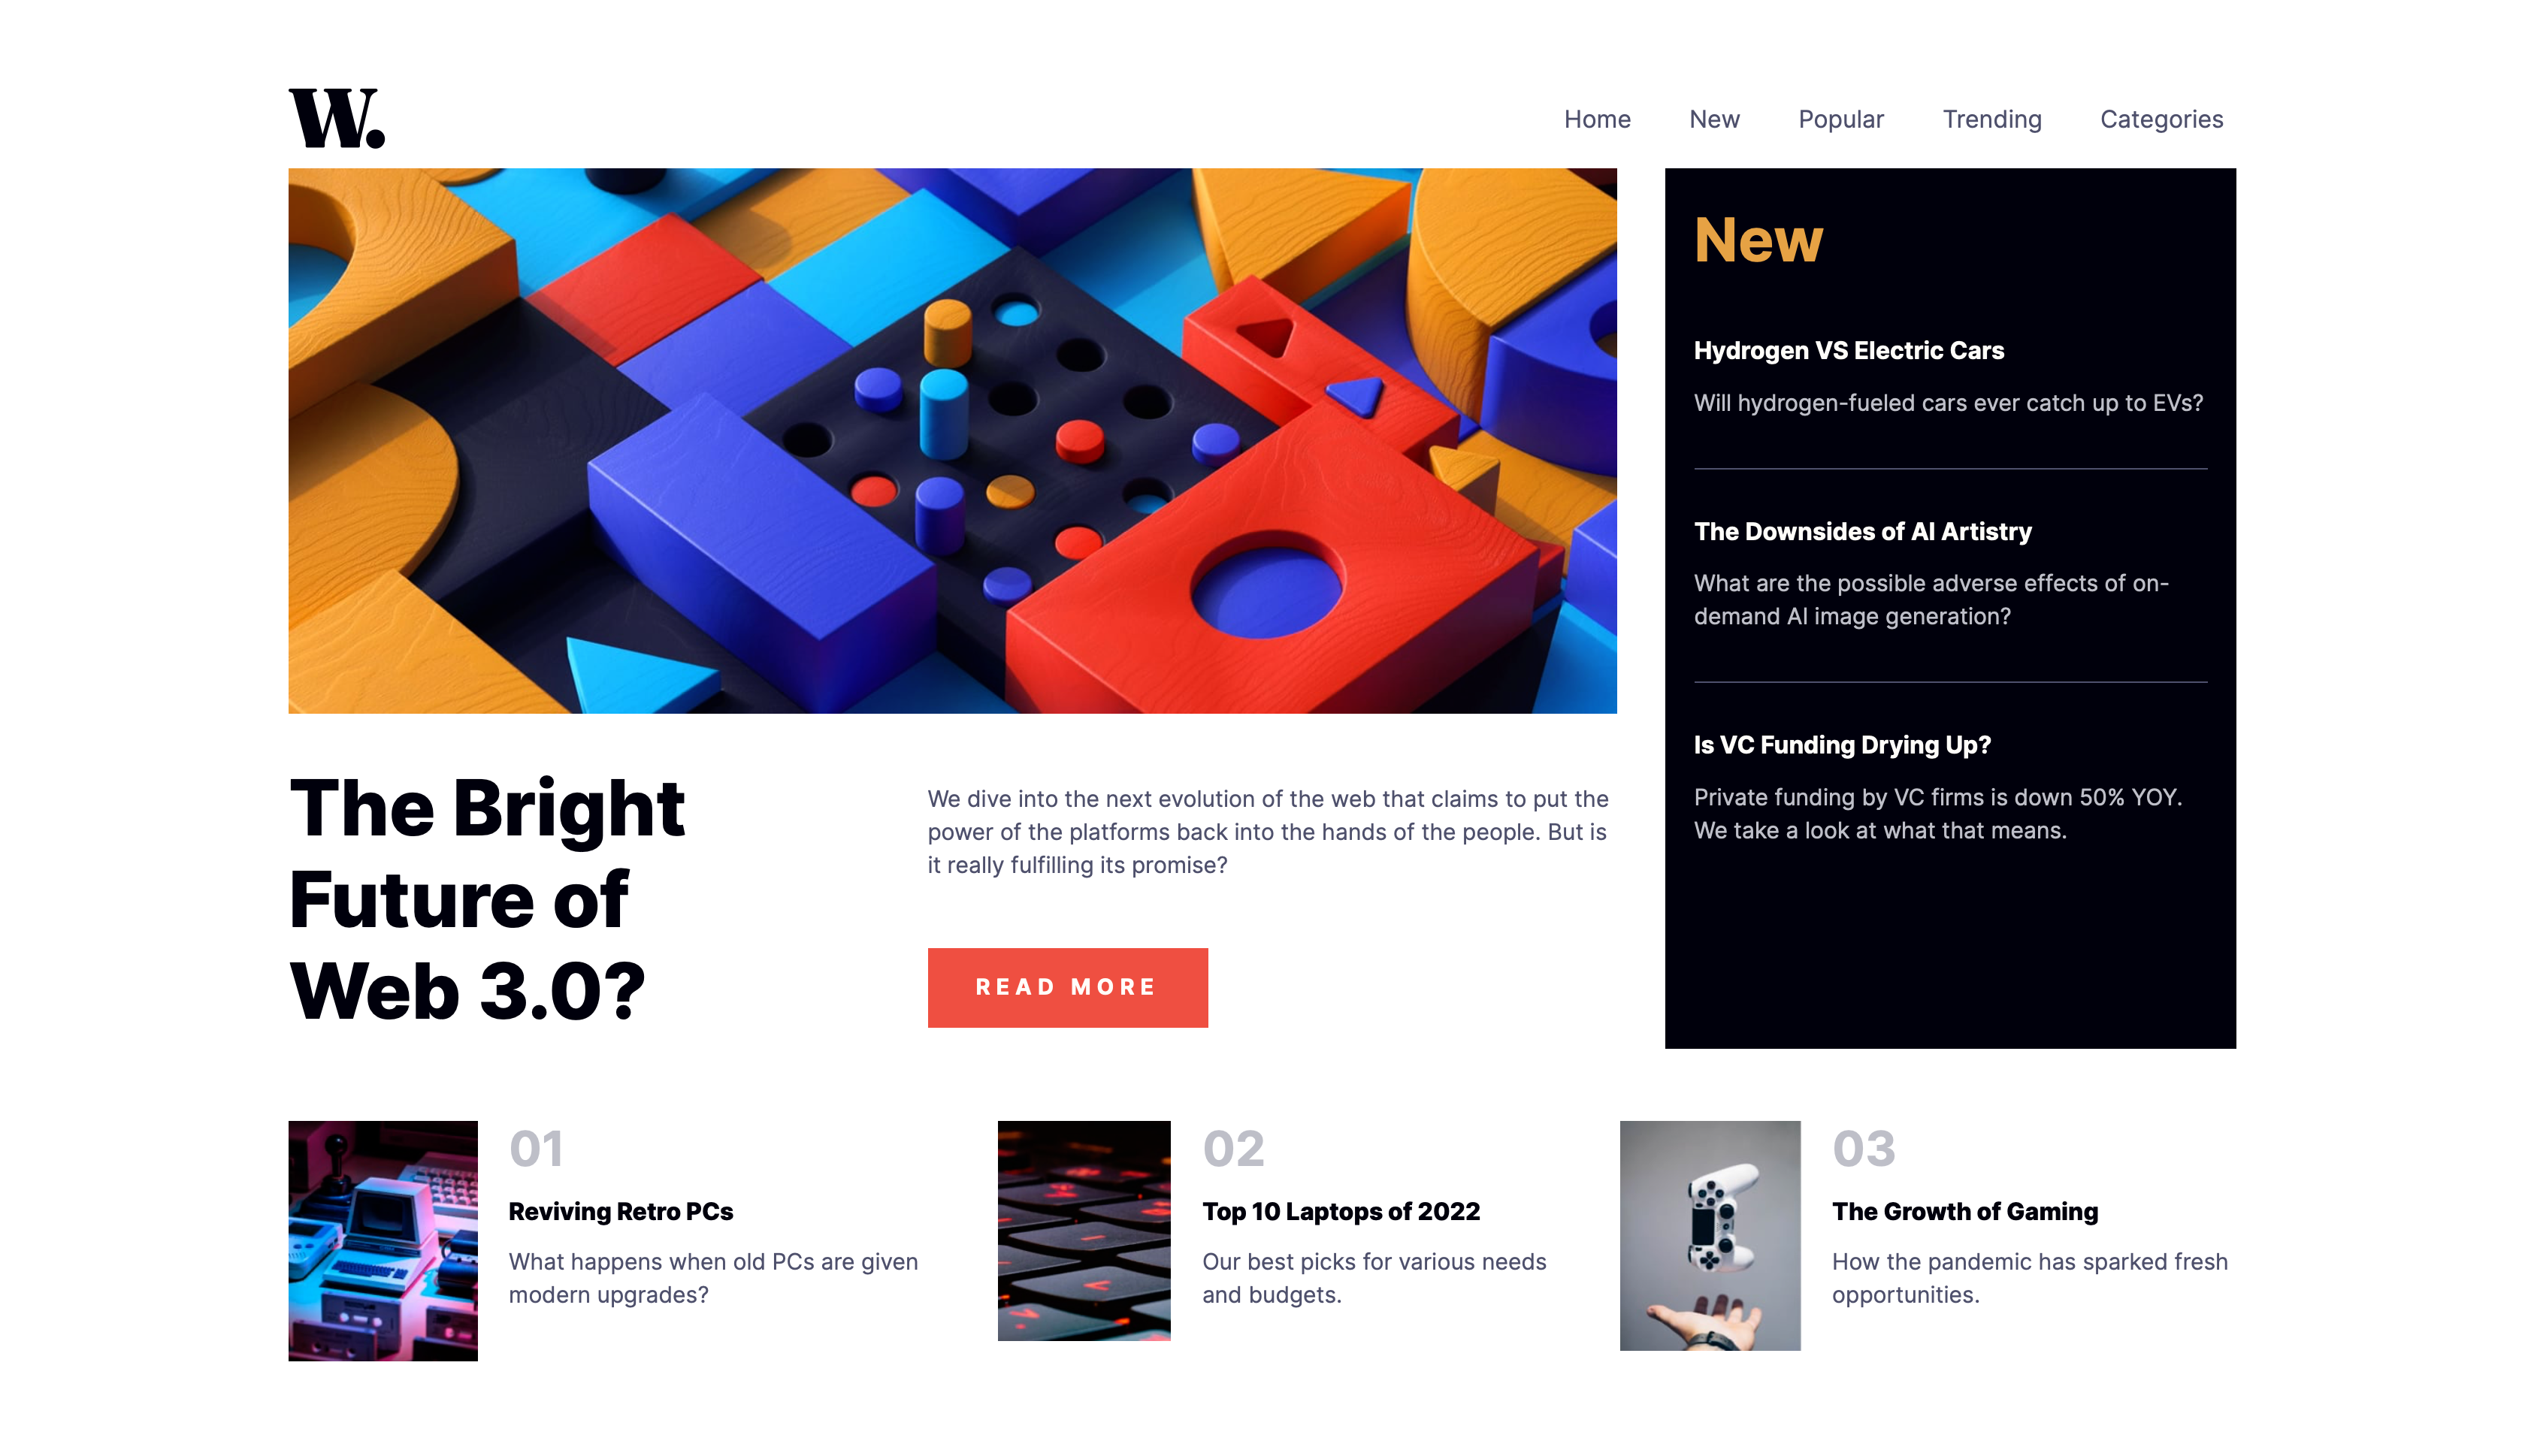 W.
Home New Popular Trending Categories
New
Hydrogen VS Electric Cars
Will hydrogen-fueled cars ever catch up to EVs?
The Downsides of AI Artistry
What are the possible adverse effects of on-
demand AI image generation?
Is VC Funding Drying Up?
Private funding by VC firms is down 50% YOY.
We take a look at what that means.
The Bright
Future of
Web 3.0?
We dive into the next evolution of the web that claims to put the
power of the platforms back into the hands of the people. But is
it really fulfilling its promise?
READ MORE
01
Reviving Retro PCs
What happens when old PCs are given
modern upgrades?
02
Top 10 Laptops of 2022
Our best picks for various needs
and budgets.
03
The Growth of Gaming
How the pandemic has sparked fresh
opportunities.